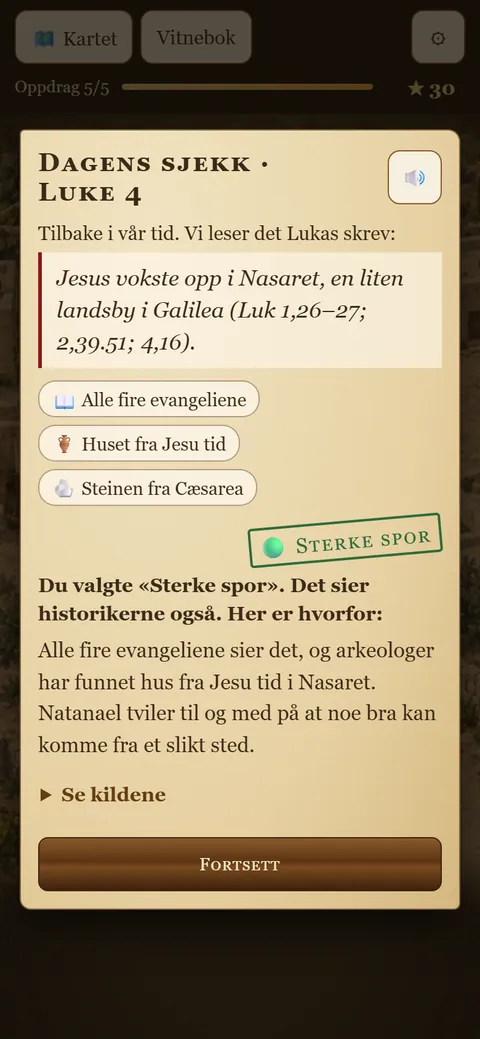 Kartet
Vitnebok
Oppdrag 5/5
★ 30
Dagens sjekk ·
Luke 4
Tilbake i vår tid. Vi leser det Lukas skrev:
Jesus vokste opp i Nasaret, en liten
landsby i Galilea (Luk 1,26–27;
2,39.51; 4,16).
Alle fire evangeliene
Huset fra Jesu tid
Steinen fra Cæsarea
Sterke spor
Du valgte «Sterke spor». Det sier
historikerne også. Her er hvorfor:
Alle fire evangeliene sier det, og arkeologer
har funnet hus fra Jesu tid i Nasaret.
Natanael tviler til og med på at noe bra kan
komme fra et slikt sted.
Se kildene
Fortsett